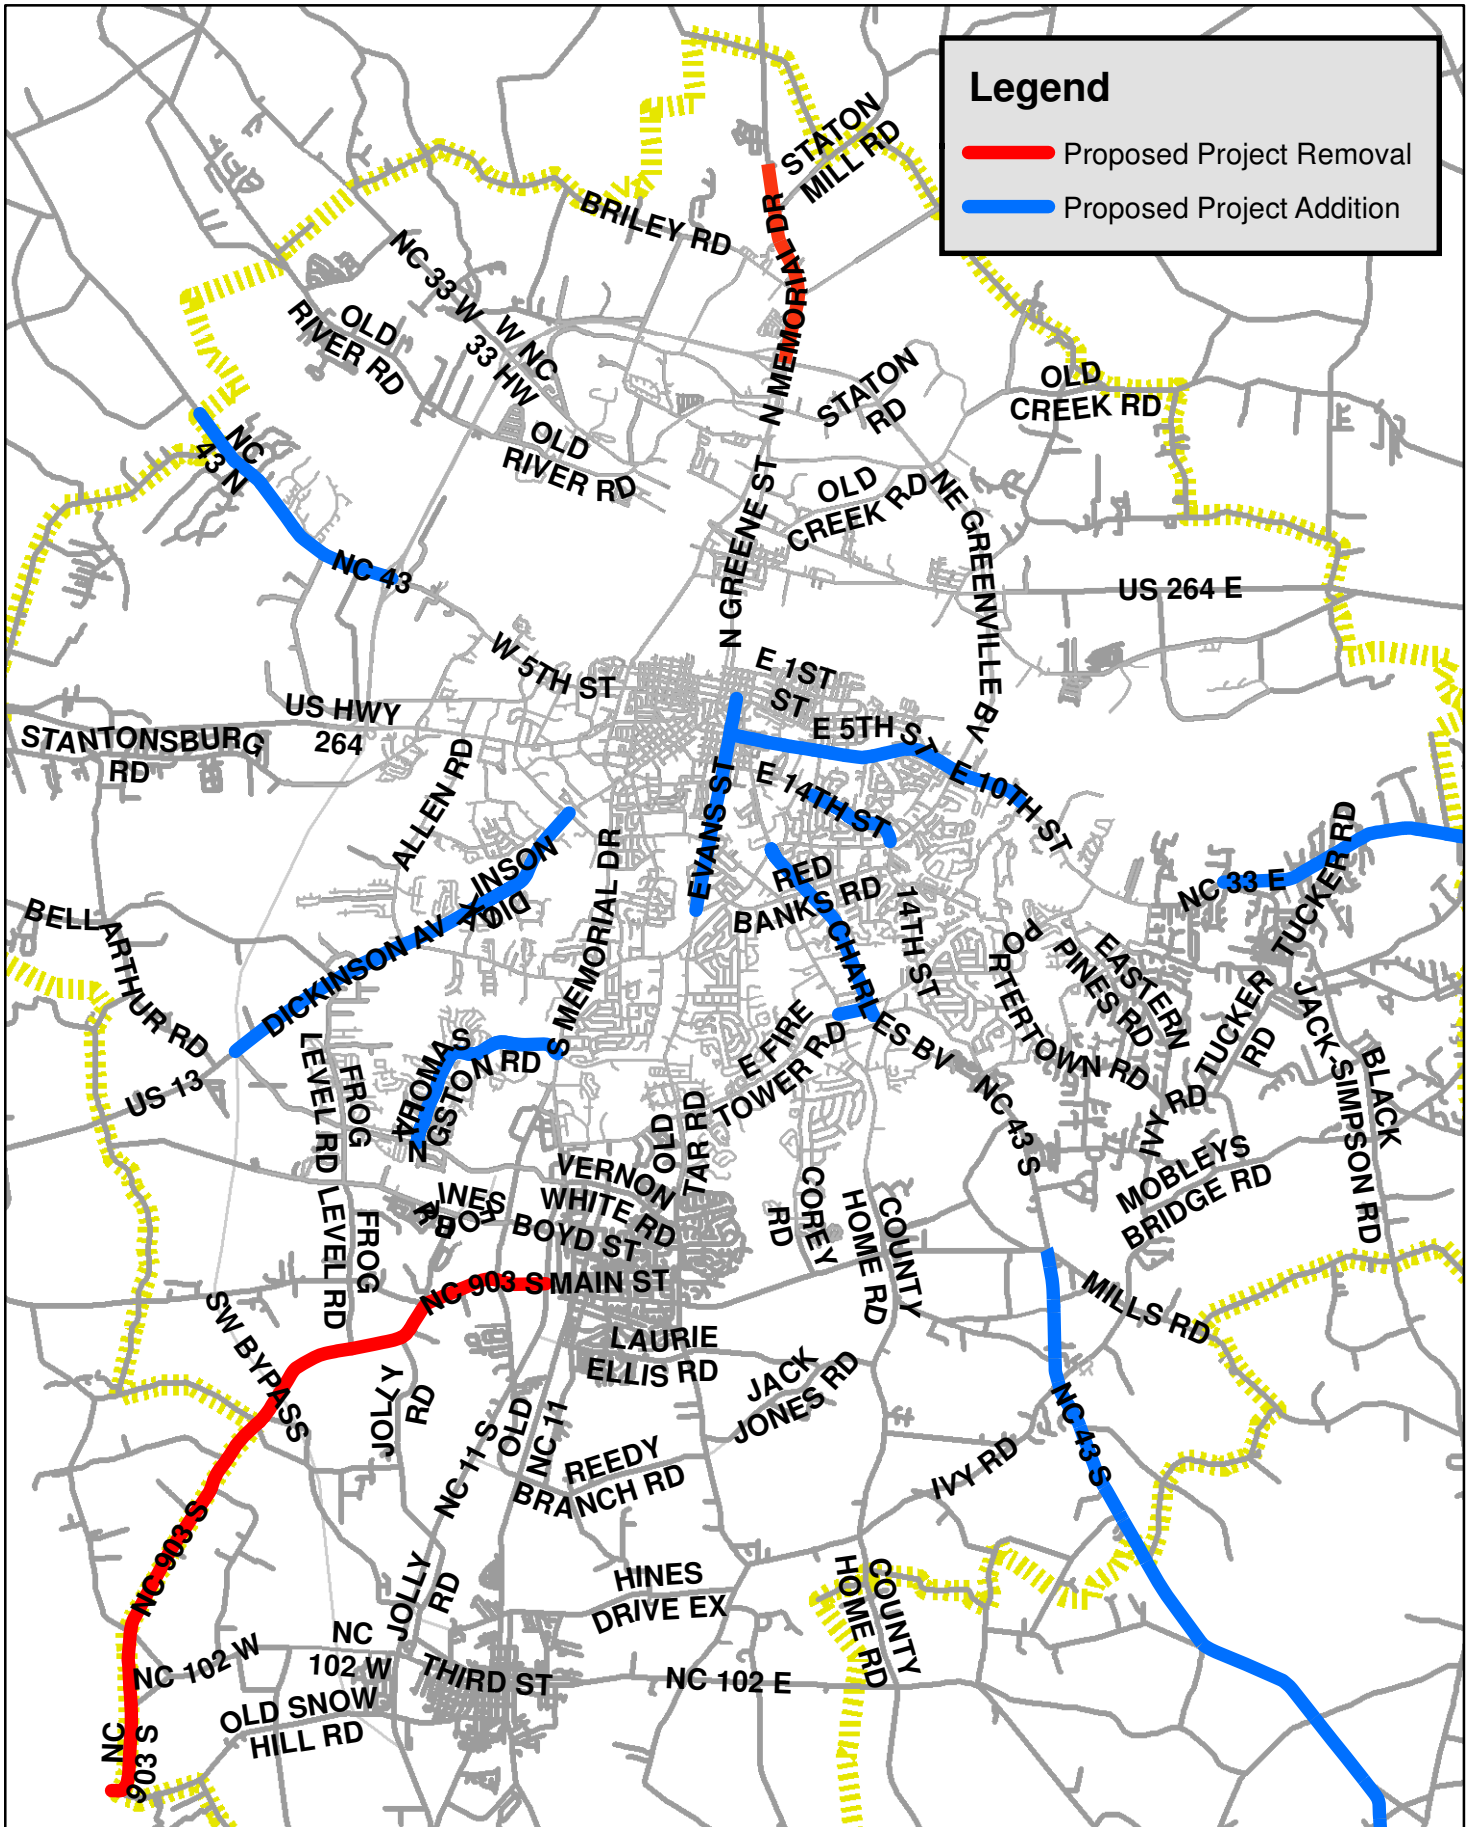 Legend
Proposed Project Removal
Proposed Project Addition
STATON
MILL RD
BRILEY RD
N MEMORIAL DR
NC 33 W
W NC
33 HW
OLD
RIVER RD
N MEMORIAL DR
STATON
RD
OLD
CREEK RD
NC
43 N
OLD
RIVER RD
OLD
CREEK RD
NE GREENVILLE BV
N GREENE ST
NC 43
US 264 E
W 5TH ST
E 1ST
ST
US HWY
264
STANTONSBURG
RD
E 5TH ST
E 10TH ST
ALLEN RD
EVANS ST
E 14TH ST
DICKINSON AV
DICKINSON
AV
S MEMORIAL DR
RED
BANKS RD
14TH ST
CHARLES BV
NC 33 E
TUCKER RD
BELL
ARTHUR RD
PORTERTOWN RD
EASTERN
PINES RD
TUCKER
RD
JACK
BLACK
JACK-SIMPSON RD
US 13
FROG
LEVEL RD
E FIRE
TOWER RD
NC 43 S
IVY RD
MOBLEYS
BRIDGE RD
OLD
TAR RD
VERNON
WHITE RD
BOYD ST
COREY
RD
COUNTY
HOME RD
FROG
LEVEL RD
NC 903 S
MAIN ST
MILLS RD
SW BYPASS
LAURIE
ELLIS RD
JACK
JONES RD
JOLLY
RD
NC 11 S
OLD
NC 11
REEDY
BRANCH RD
IVY RD
NC 43 S
NC 903 S
JOLLY
RD
HINES
DRIVE EX
COUNTY
HOME RD
NC 102 W
NC
102 W
THIRD ST
NC 102 E
OLD SNOW
HILL RD
NC
903 S